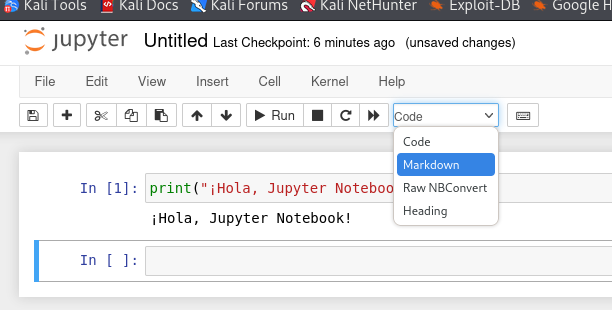 Kali Tools Kali Docs Kali Forums Kali NetHunter Exploit-DB Google H
jupyter Untitled Last Checkpoint: 6 minutes ago (unsaved changes)
File Edit View Insert Cell Kernel Help
Run Code
Code
Markdown
Raw NBConvert
Heading
In [1]: print("¡Hola, Jupyter Noteboo
¡Hola, Jupyter Notebook!
In [ ]: